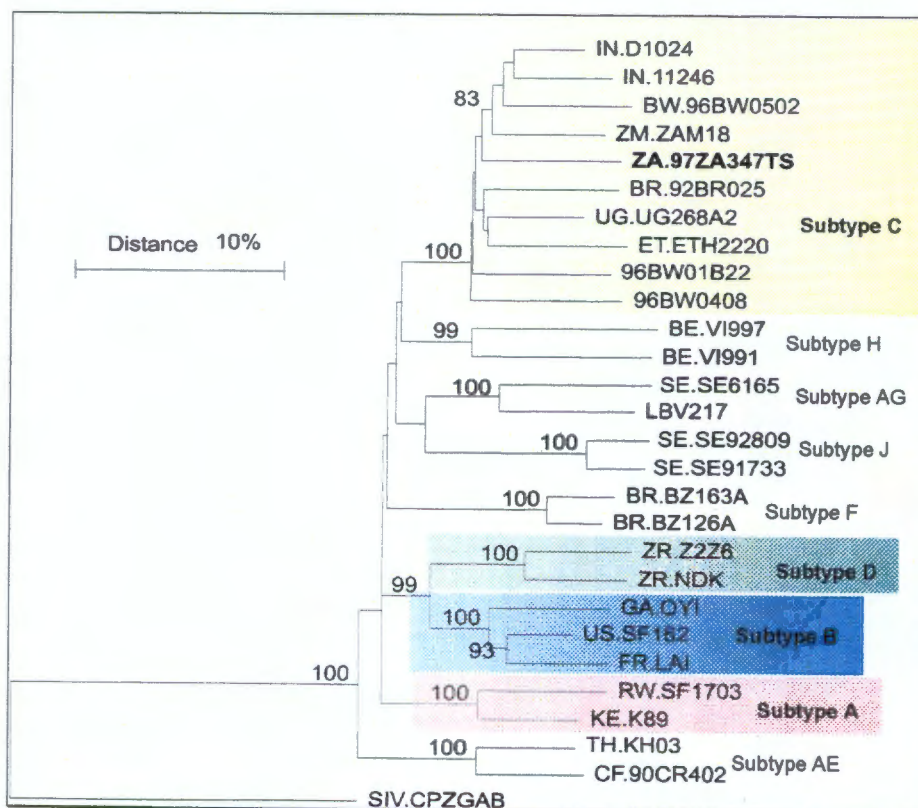 IN.D1024
IN.11246
83
BW.96BW0502
ZM.ZAM18
ZA.97ZA347TS
BR.92BR025
UG.UG268A2
Subtype C
Distance 10%
ET.ETH2220
100
96BW01B22
96BW0408
99
BE.VI997
Subtype H
BE.VI991
100
SE.SE6165
Subtype AG
LBV217
100
SE.SE92809
Subtype J
SE.SE91733
100
BR.BZ163A
Subtype F
BR.BZ126A
100
ZR.Z2Z6
Subtype D
99
ZR.NDK
100
GA.OYI
US.SF162
Subtype B
93
FR.LAI
100
100
RW.SF1703
Subtype A
KE.K89
100
TH.KH03
Subtype AE
CF.90CR402
SIV.CPZGAB